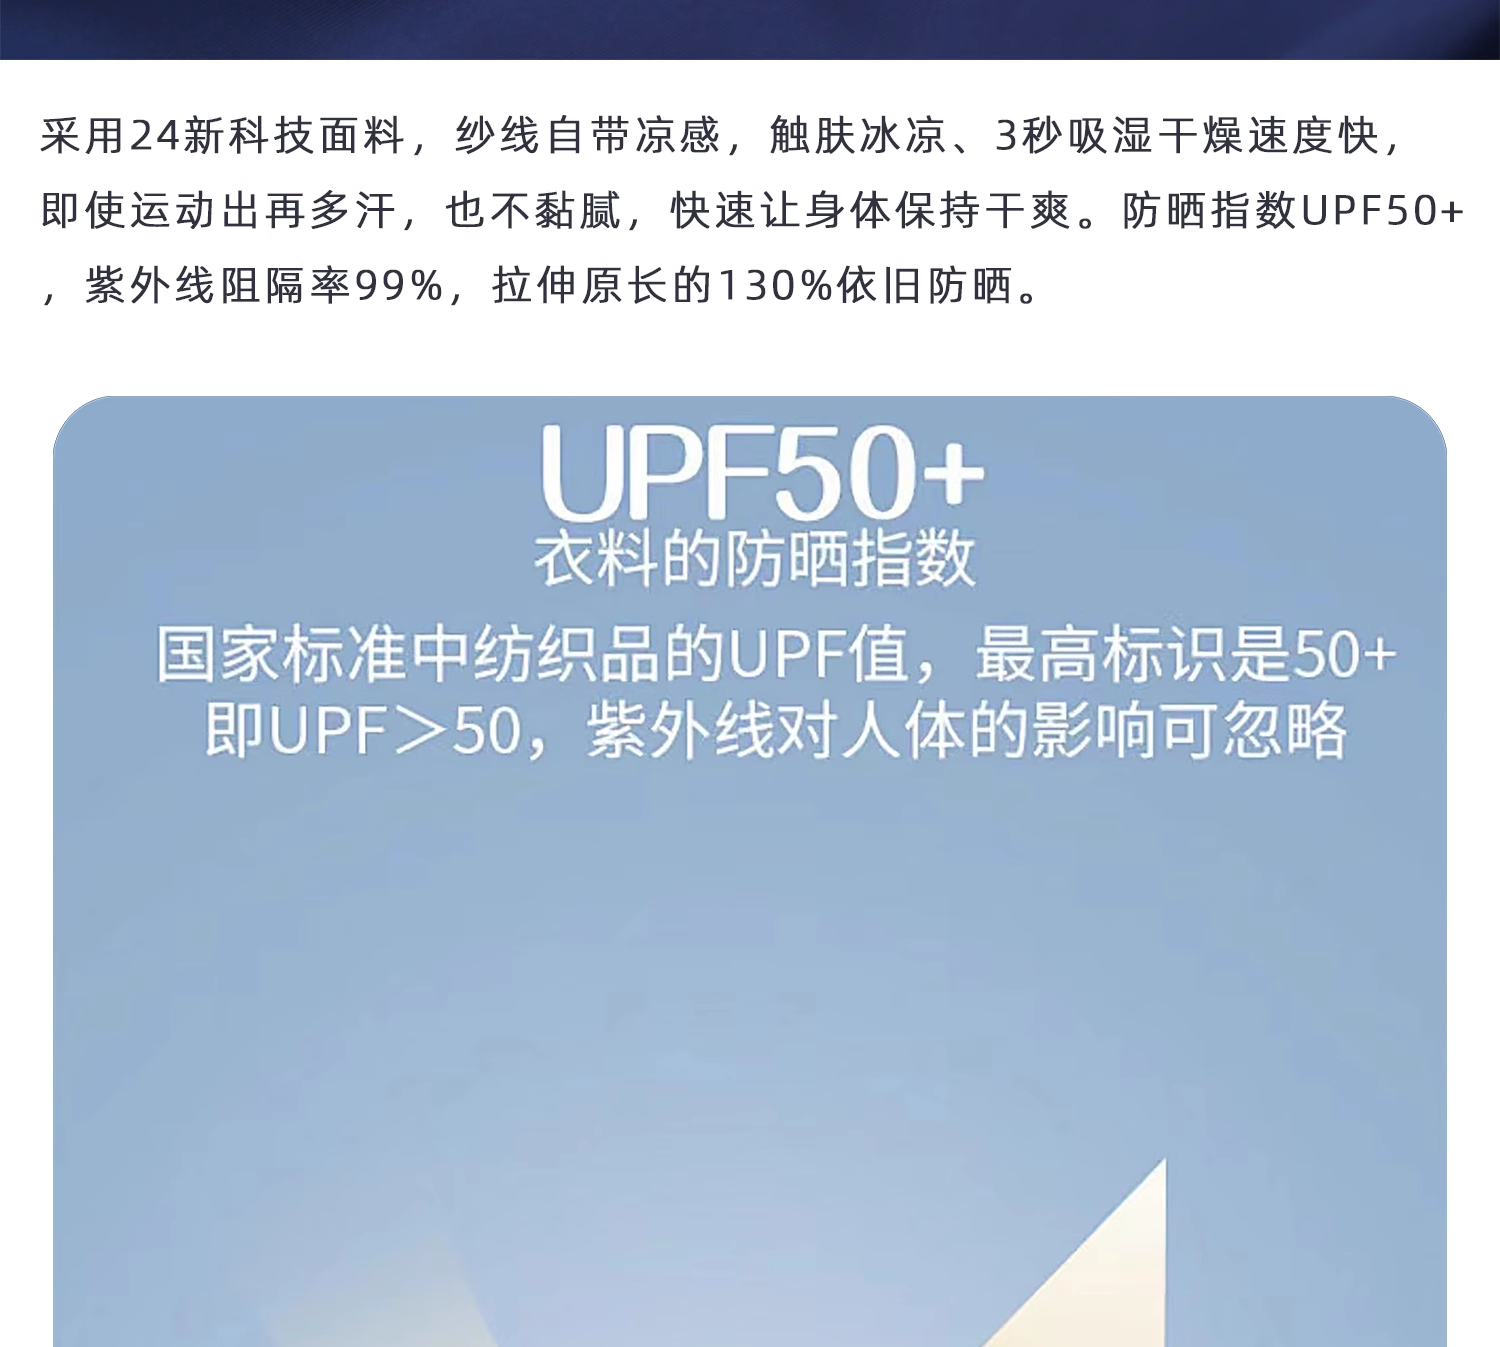 采用24新科技面料，纱线自带凉感，触肤冰凉、3秒吸湿干燥速度快，
即使运动出再多汗，也不黏腻，快速让身体保持干爽。防晒指数UPF50+
，紫外线阻隔率99%，拉伸原长的130%依旧防晒。
UPF50+
衣料的防晒指数
国家标准中纺织品的UPF值，最高标识是50+
即UPF＞50，紫外线对人体的影响可忽略